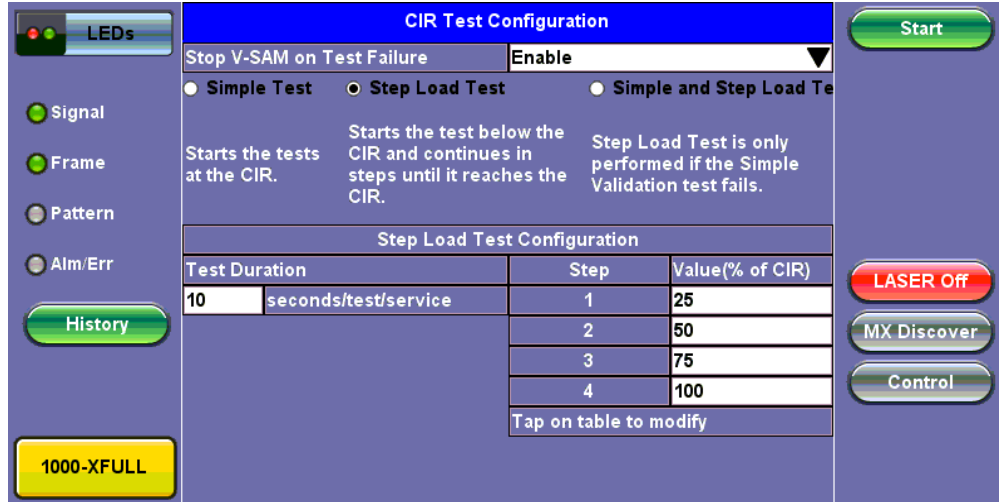 LEDs
Signal
Frame
Pattern
Alm/Err
History
1000-XFULL
CIR Test Configuration
Stop V-SAM on Test Failure Enable
Simple Test Step Load Test Simple and Step Load Te
Starts the tests
at the CIR.
Starts the test below the
CIR and continues in
steps until it reaches the
CIR.
Step Load Test is only
performed if the Simple
Validation test fails.
Step Load Test Configuration
Test Duration Step Value(% of CIR)
10 seconds/test/service 1 25
2 50
3 75
4 100
Tap on table to modify
Start
LASER Off
MX Discover
Control